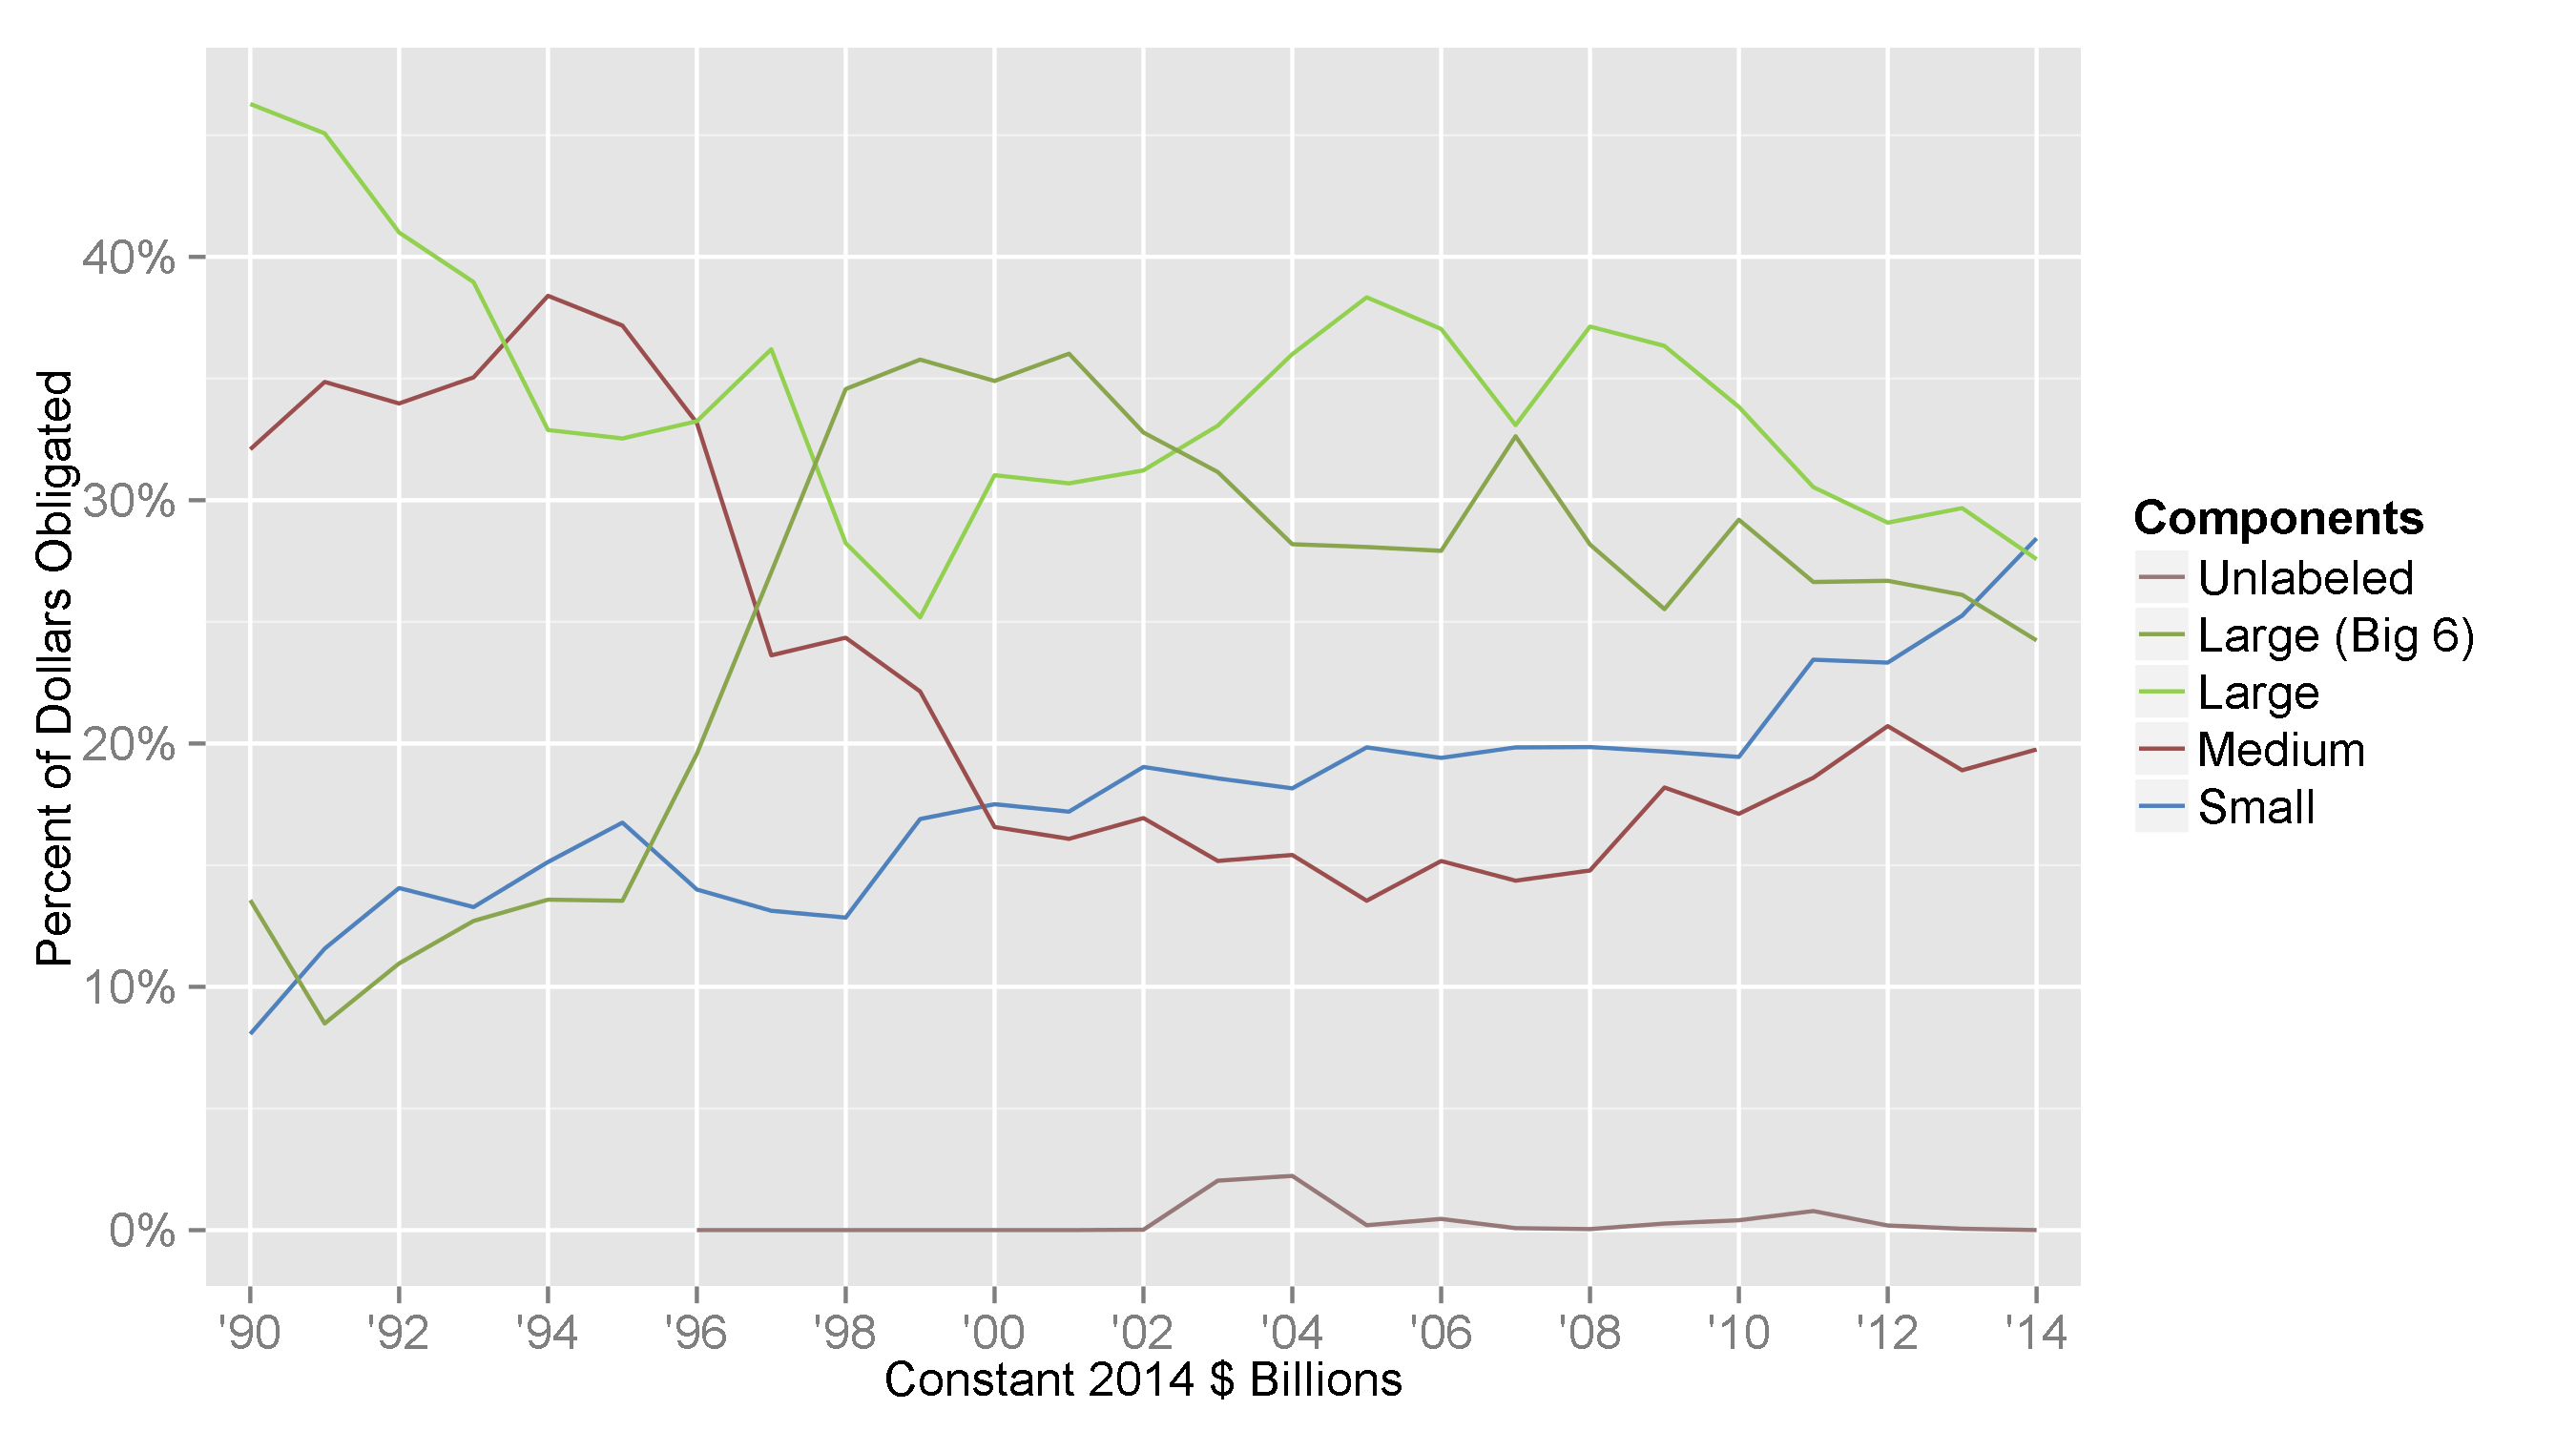 Percent of Dollars Obligated
40%
30%
20%
10%
0%
'90 '92 '94 '96 '98 '00 '02 '04 '06 '08 '10 '12 '14
Constant 2014 $ Billions
Components
Unlabeled
Large (Big 6)
Large
Medium
Small